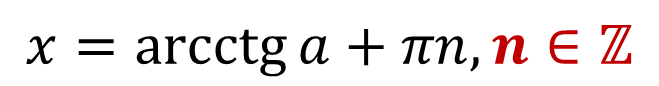 x = arcctg a + πn, n ∈ ℤ